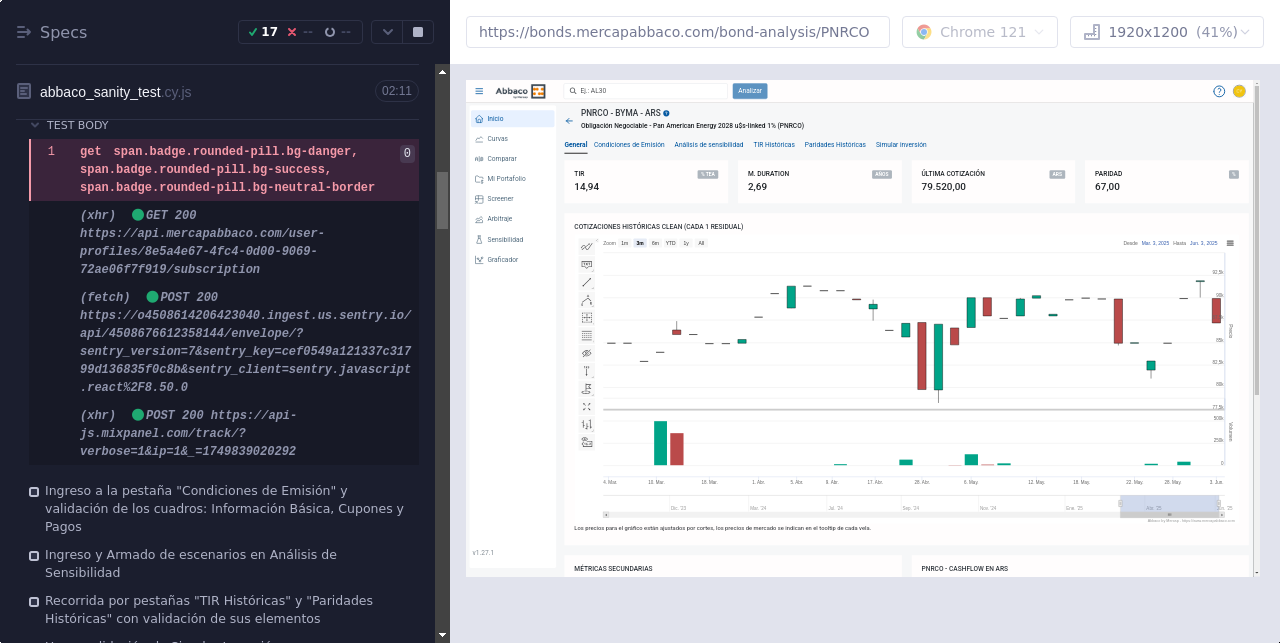 Specs
17
--
--
abbaco_sanity_test.cy.js
02:11
TEST BODY
1 get span.badge.rounded-pill.bg-danger, 0
span.badge.rounded-pill.bg-success,
span.badge.rounded-pill.bg-neutral-border
(xhr) GET 200
https://api.mercapabbaco.com/user-
profiles/8e5a4e67-4fc4-0d00-9069-
72ae06f7f919/subscription
(fetch) POST 200
https://o4508614206423040.ingest.us.sentry.io/
api/4508676612358144/envelope/?
sentry_version=7&sentry_key=cef0549a121337c317
99d136835f0c8b&sentry_client=sentry.javascript
.react%2F8.50.0
(xhr) POST 200 https://api-
js.mixpanel.com/track/?
verbose=1&ip=1&_=1749839020292
Ingreso a la pestaña "Condiciones de Emisión" y
validación de los cuadros: Información Básica, Cupones y
Pagos
Ingreso y Armado de escenarios en Análisis de
Sensibilidad
Recorrida por pestañas "TIR Históricas" y "Paridades
Históricas" con validación de sus elementos
https://bonds.mercapabbaco.com/bond-analysis/PNRCO
Chrome 121
1920x1200 (41%)
Abbaco
Ej.: AL30
Analizar
Inicio
Curvas
Comparar
Mi Portafolio
Screener
Arbitraje
Sensibilidad
Graficador
v1.27.1
PNRCO - BYMA - ARS
Obligación Negociable - Pan American Energy 2028 u$s-linked 1% (PNRCO)
General Condiciones de Emisión Análisis de sensibilidad TIR Históricas Paridades Históricas Simular inversión
TIR % TEA
14,94
M. DURATION AÑOS
2,69
ÚLTIMA COTIZACIÓN ARS
79.520,00
PARIDAD %
67,00
COTIZACIONES HISTÓRICAS CLEAN (CADA 1 RESIDUAL)
Zoom 1m 3m 6m YTD 1y All
Desde Mar. 3, 2025 Hasta Jun. 3, 2025
Precio
Volumen
500k
250k
0
Los precios para el gráfico están ajustados por cortes, los precios de mercado se indican en el tooltip de cada vela.
MÉTRICAS SECUNDARIAS
PNRCO - CASHFLOW EN ARS